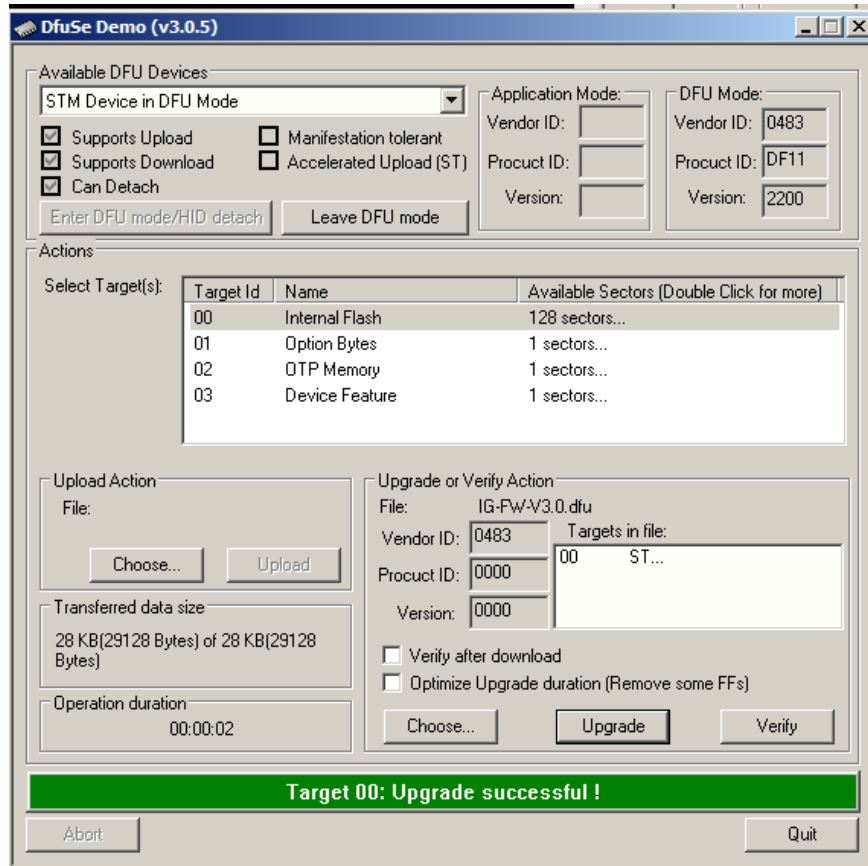 DfuSe Demo (v3.0.5)
Available DFU Devices
STM Device in DFU Mode
Supports Upload
Manifestation tolerant
Supports Download
Accelerated Upload (ST)
Can Detach
Enter DFU mode/HID detach
Leave DFU mode
Application Mode:
Vendor ID:
Procuct ID:
Version:
DFU Mode:
Vendor ID: 0483
Procuct ID: DF11
Version: 2200
Actions
Select Target(s):
Target Id Name Available Sectors (Double Click for more)
00 Internal Flash 128 sectors...
01 Option Bytes 1 sectors...
02 OTP Memory 1 sectors...
03 Device Feature 1 sectors...
Upload Action
File:
Choose... Upload
Transferred data size
28 KB(29128 Bytes) of 28 KB(29128
Bytes)
Operation duration
00:00:02
Upgrade or Verify Action
File: IG-FW-V3.0.dfu
Vendor ID: 0483
Procuct ID: 0000
Version: 0000
Targets in file:
00 ST...
Verify after download
Optimize Upgrade duration (Remove some FFs)
Choose... Upgrade Verify
Target 00: Upgrade successful !
Abort Quit